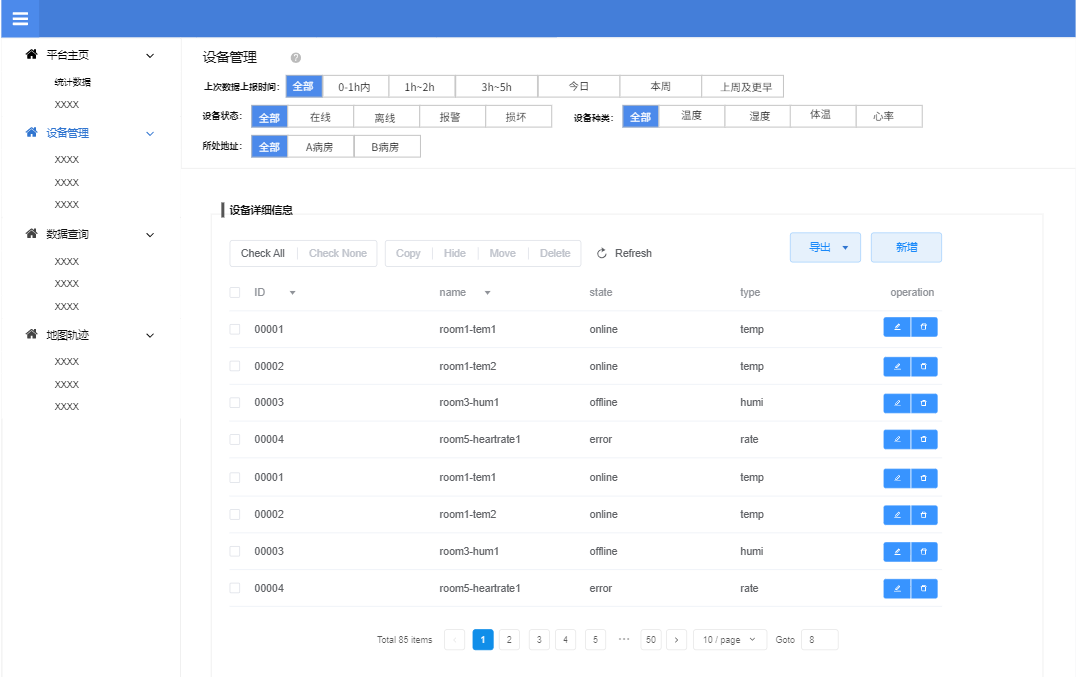 平台主页
统计数据
XXXX
设备管理
XXXX
XXXX
XXXX
数据查询
XXXX
XXXX
XXXX
地图轨迹
XXXX
XXXX
XXXX
设备管理 ?
上次数据上报时间: 全部 0-1h内 1h~2h 3h~5h 今日 本周 上周及更早
设备状态: 全部 在线 离线 报警 损坏 设备种类: 全部 温度 湿度 体温 心率
所处地址: 全部 A病房 B病房
设备详细信息
Check All Check None Copy Hide Move Delete Refresh 导出 新增
ID name state type operation
00001 room1-tem1 online temp
00002 room1-tem2 online temp
00003 room3-hum1 offline humi
00004 room5-heartrate1 error rate
00001 room1-tem1 online temp
00002 room1-tem2 online temp
00003 room3-hum1 offline humi
00004 room5-heartrate1 error rate
Total 85 items 1 2 3 4 5 ••• 50 10 / page Goto 8